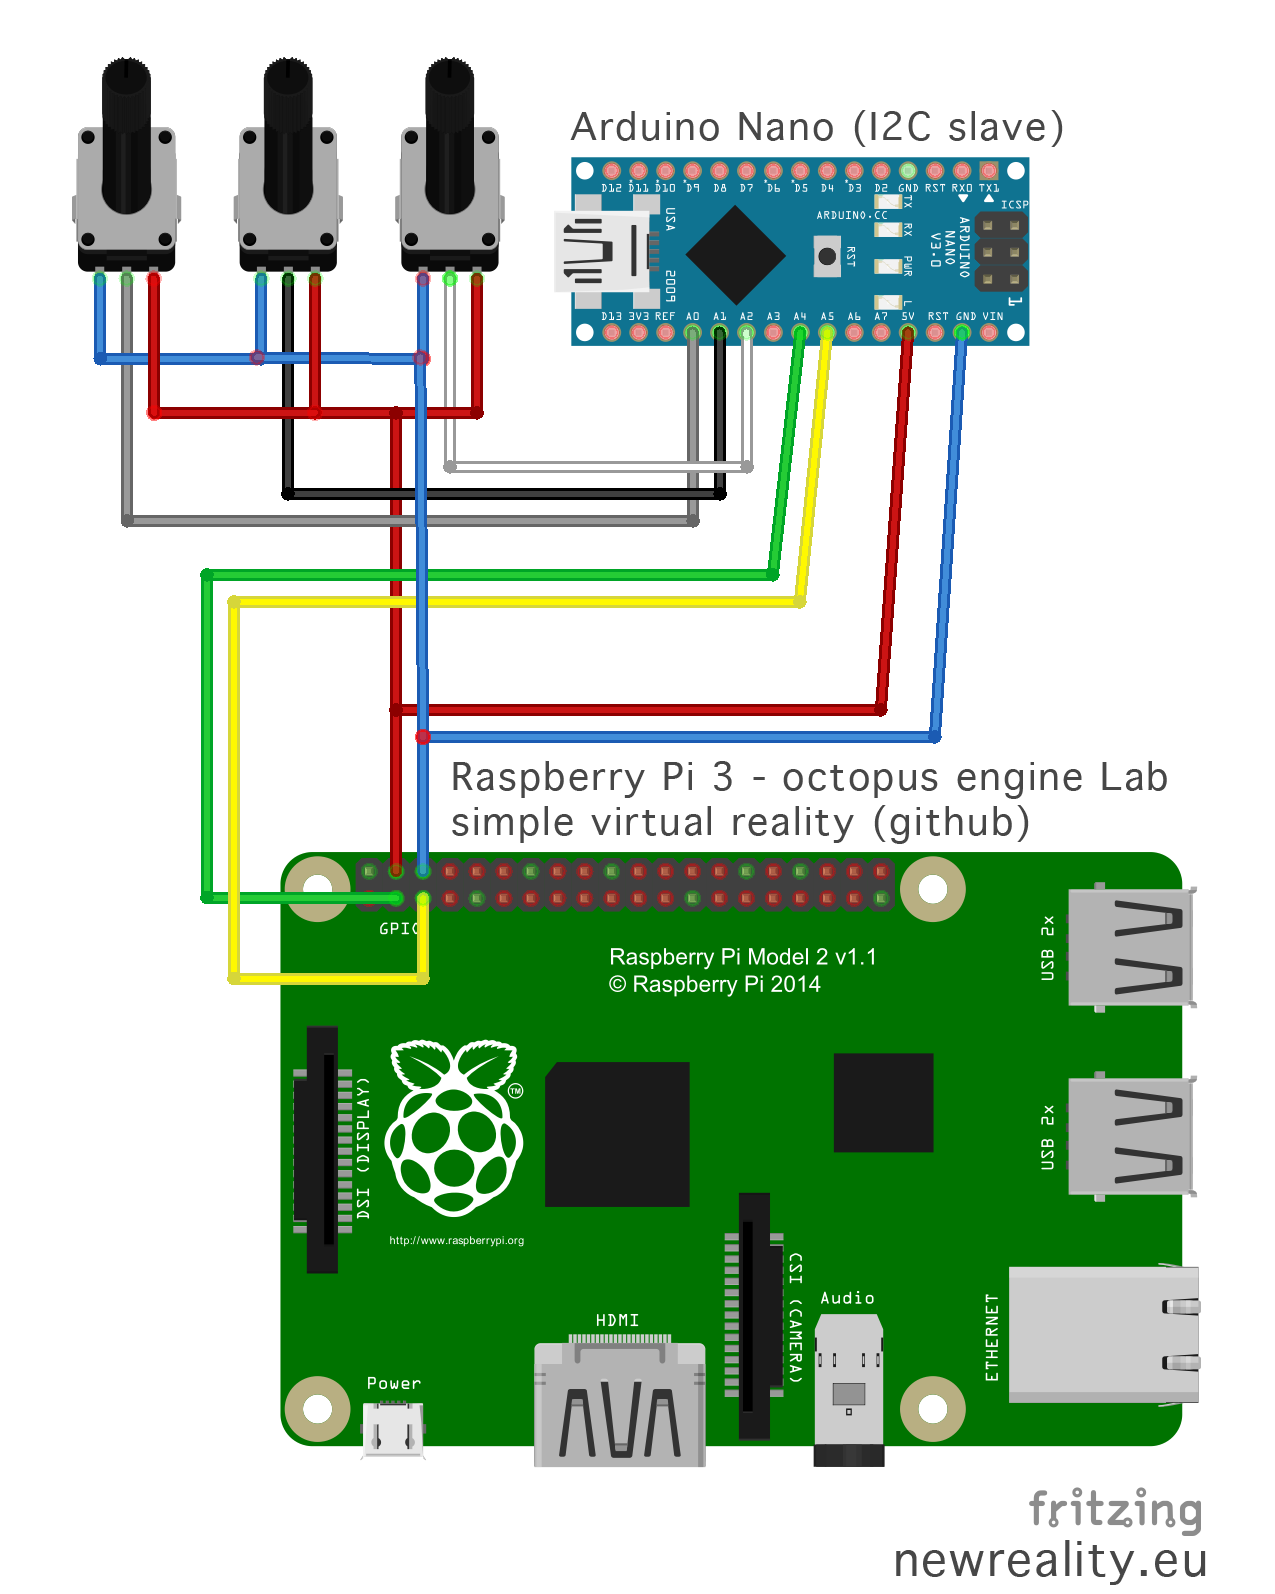 Arduino Nano (I2C slave)
D12 D11 D10 D9 D8 D7 D6 D5 D4 D3 D2 GND RST RX0 TX1
USA
2009
ARDUINO.CC
RST
TX
RX
PWR
L
ARDUINO
NANO
V3.0
ICSP
1
D13 3V3 REF A0 A1 A2 A3 A4 A5 A6 A7 5V RST GND VIN
Raspberry Pi 3 - octopus engine Lab
simple virtual reality (github)
GPIO
Raspberry Pi Model 2 v1.1
© Raspberry Pi 2014
USB 2x
USB 2x
DSI (DISPLAY)
TM
http://www.raspberrypi.org
CSI (CAMERA)
Audio
HDMI
ETHERNET
Power
fritzing
newreality.eu